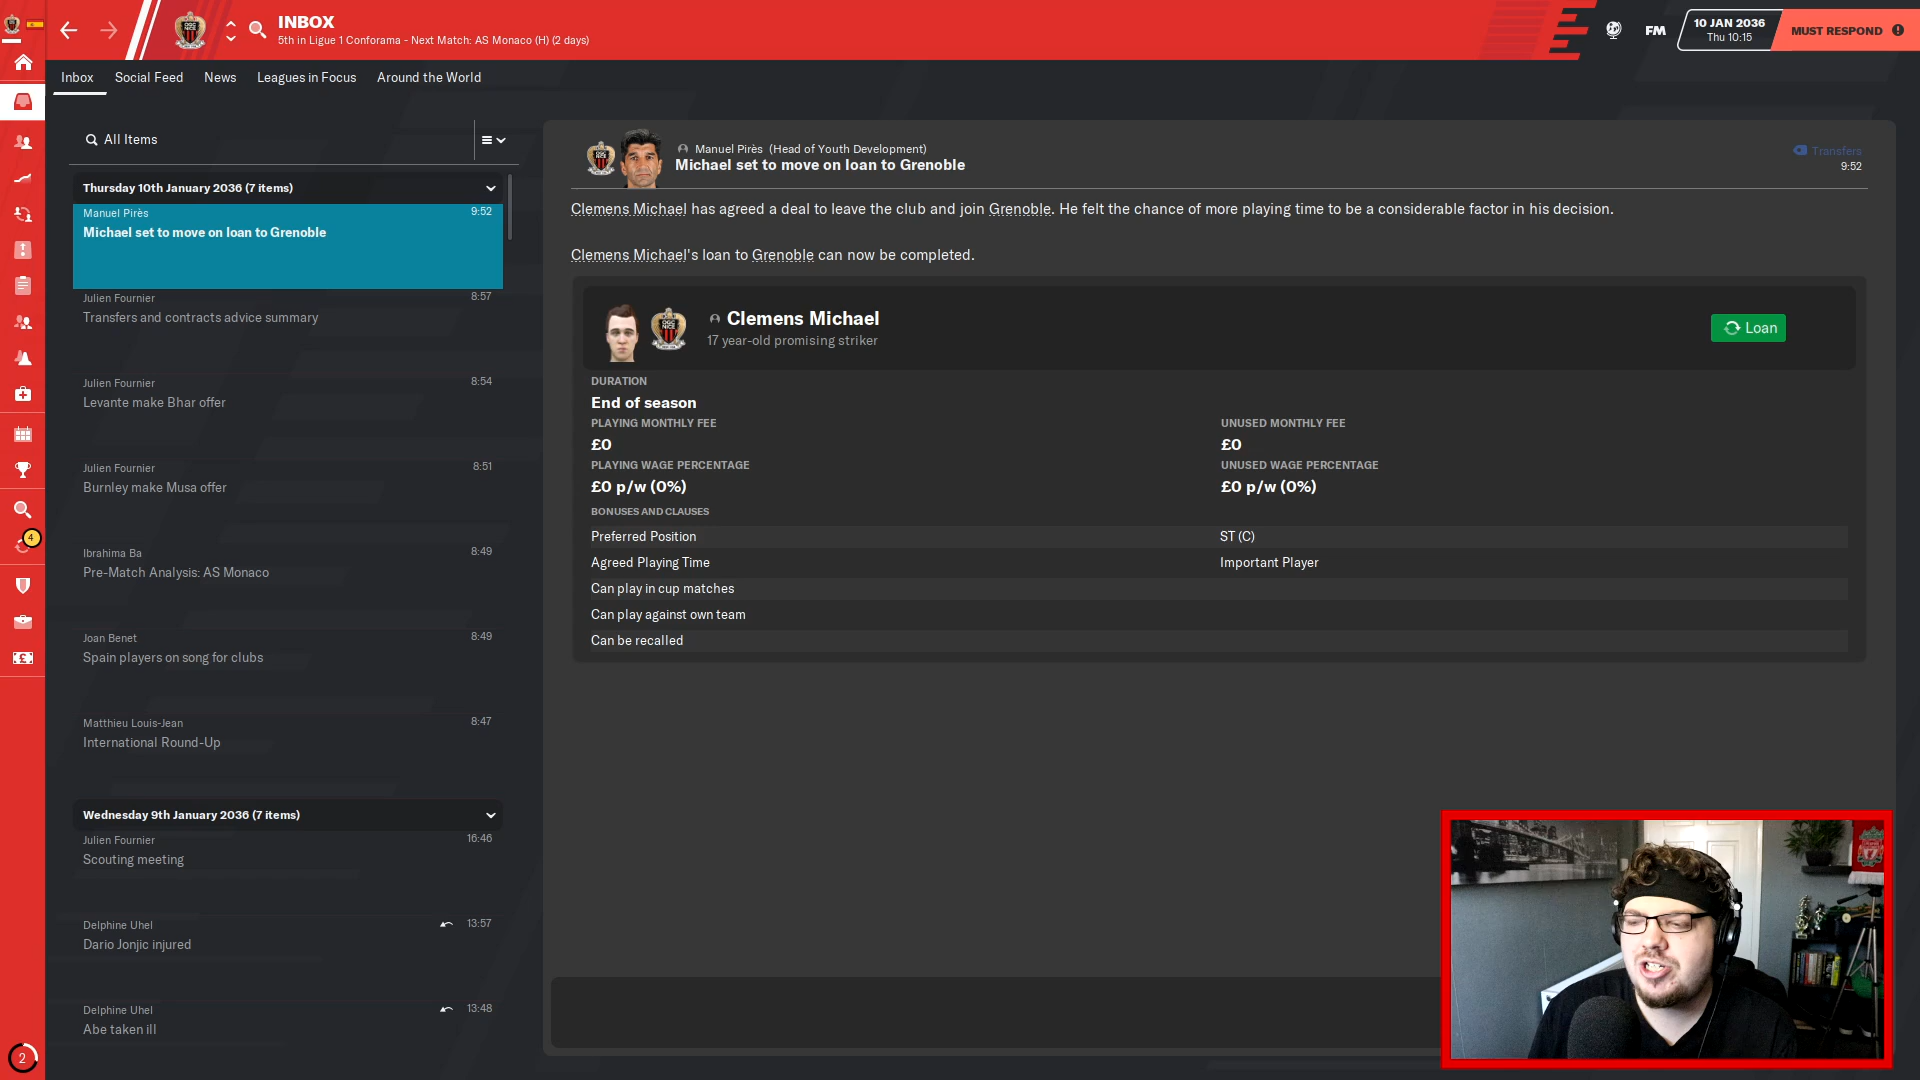 INBOX
5th in Ligue 1 Conforama - Next Match: AS Monaco (H) (2 days)
FM
10 JAN 2036
Thu 10:15
MUST RESPOND
Inbox
Social Feed
News
Leagues in Focus
Around the World
All Items
Thursday 10th January 2036 (7 items)
Manuel Pirès
9:52
Michael set to move on loan to Grenoble
Julien Fournier
8:57
Transfers and contracts advice summary
Julien Fournier
8:54
Levante make Bhar offer
Julien Fournier
8:51
Burnley make Musa offer
Ibrahima Ba
8:49
Pre-Match Analysis: AS Monaco
Joan Benet
8:49
Spain players on song for clubs
Matthieu Louis-Jean
8:47
International Round-Up
Wednesday 9th January 2036 (7 items)
Julien Fournier
16:46
Scouting meeting
Delphine Uhel
13:57
Dario Jonjic injured
Delphine Uhel
13:48
Abe taken ill
4
2
Manuel Pirès (Head of Youth Development)
Michael set to move on loan to Grenoble
Transfers
9:52
Clemens Michael has agreed a deal to leave the club and join Grenoble. He felt the chance of more playing time to be a considerable factor in his decision.
Clemens Michael's loan to Grenoble can now be completed.
Clemens Michael
17 year-old promising striker
Loan
DURATION
End of season
PLAYING MONTHLY FEE
UNUSED MONTHLY FEE
£0
£0
PLAYING WAGE PERCENTAGE
UNUSED WAGE PERCENTAGE
£0 p/w (0%)
£0 p/w (0%)
BONUSES AND CLAUSES
Preferred Position
ST (C)
Agreed Playing Time
Important Player
Can play in cup matches
Can play against own team
Can be recalled